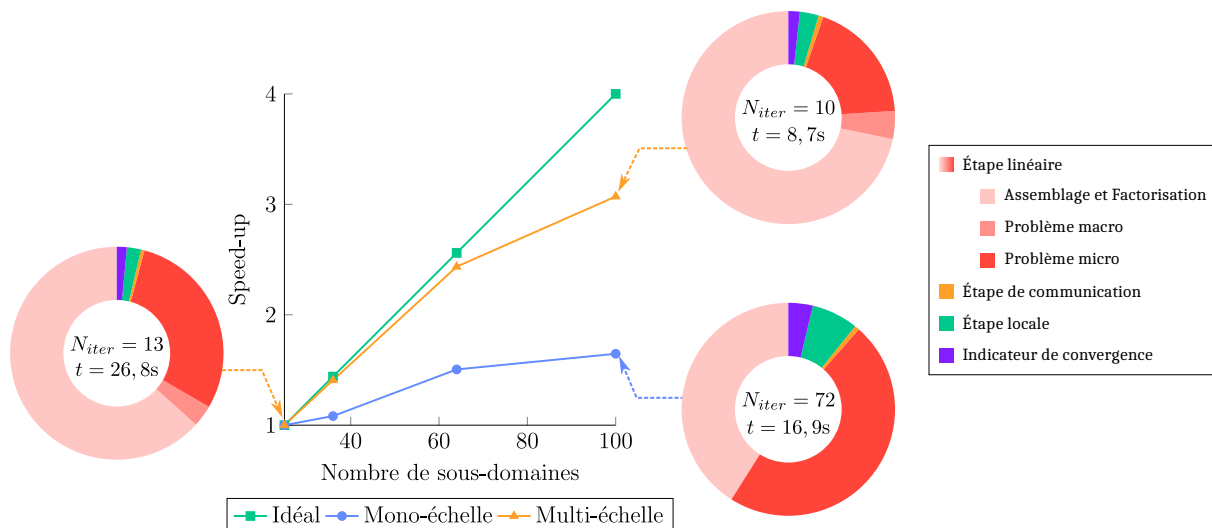 N_iter = 10
t = 8, 7s
4
3
2
1
Speed-up
40
60
80
100
Nombre de sous-domaines
Idéal
Mono-échelle
Multi-échelle
N_iter = 13
t = 26, 8s
N_iter = 72
t = 16, 9s
Étape linéaire
Assemblage et Factorisation
Problème macro
Problème micro
Étape de communication
Étape locale
Indicateur de convergence